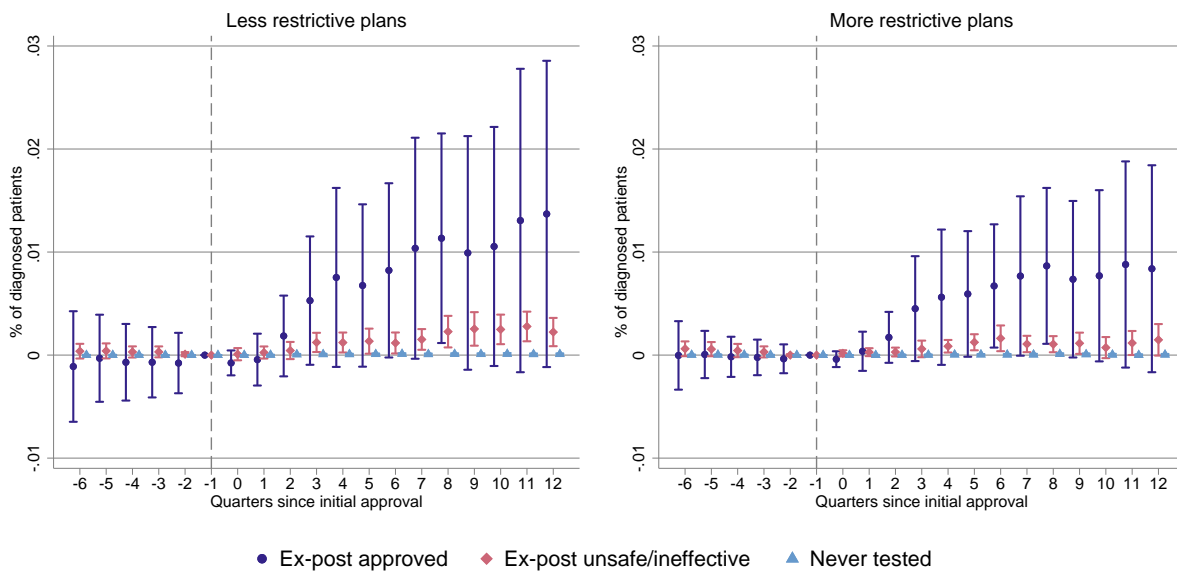 Less restrictive plans
% of diagnosed patients
.03
.02
.01
0
-.01
-6 -5 -4 -3 -2 -1 0 1 2 3 4 5 6 7 8 9 10 11 12
Quarters since initial approval
More restrictive plans
% of diagnosed patients
.03
.02
.01
0
-.01
-6 -5 -4 -3 -2 -1 0 1 2 3 4 5 6 7 8 9 10 11 12
Quarters since initial approval
Ex-post approved Ex-post unsafe/ineffective Never tested